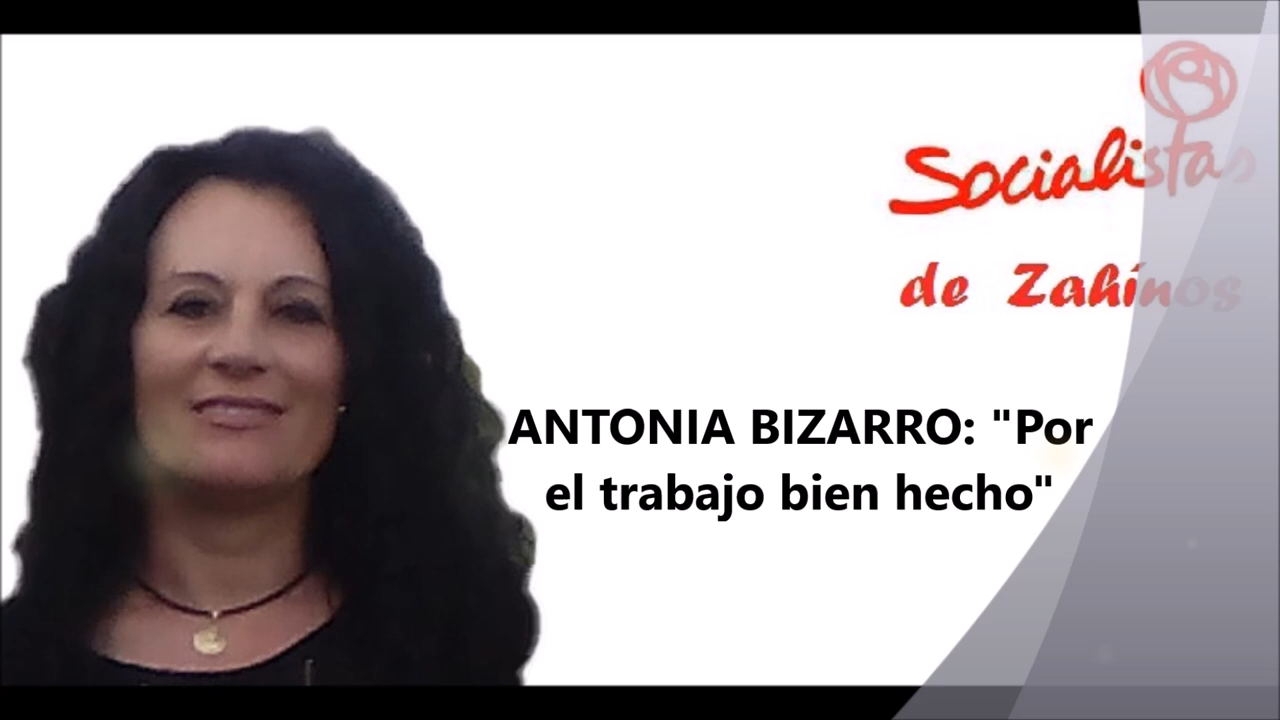 Socialistas
de Zahínos
ANTONIA BIZARRO: "Por
el trabajo bien hecho"